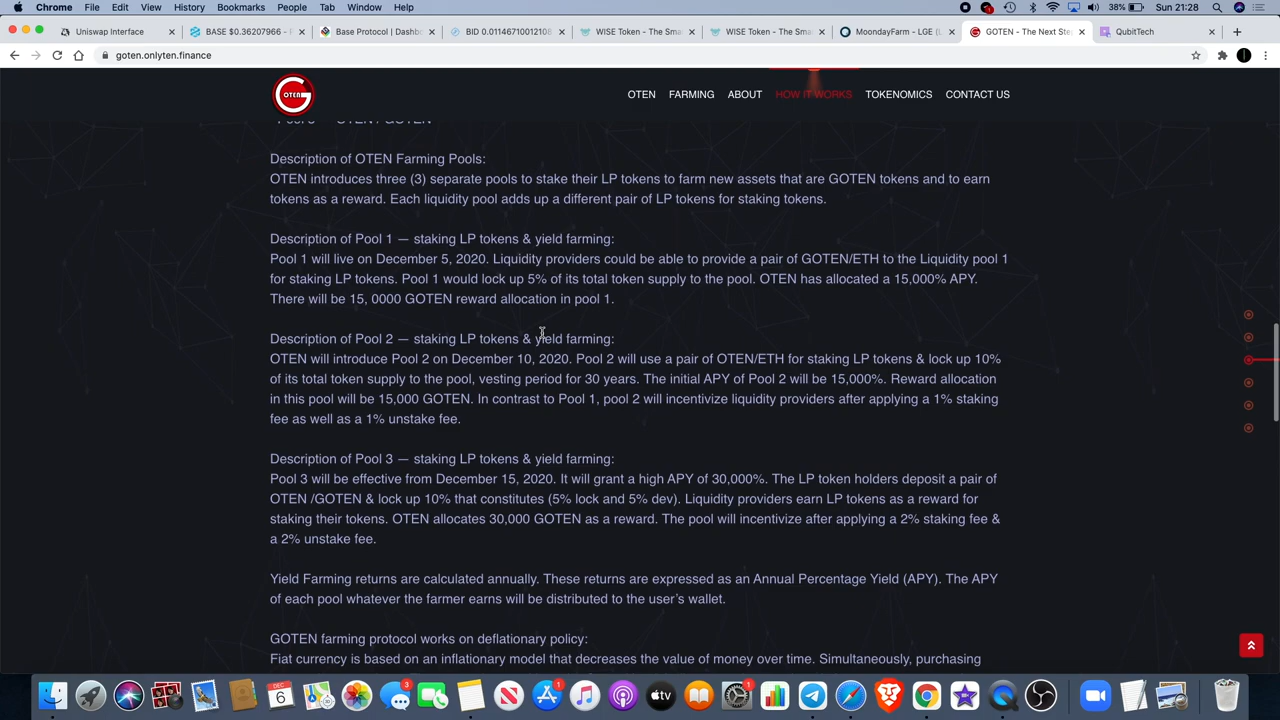 Chrome File Edit View History Bookmarks People Tab Window Help 38% Sun 21:28
Uniswap Interface BASE $0.36207966 - Base Protocol | Dashbo BID 0.01146710012108 WISE Token - The Smar WISE Token - The Smar MoondayFarm - LGE (L GOTEN - The Next Ste QubitTech
goten.onlyten.finance
OTEN OTEN FARMING ABOUT HOW IT WORKS TOKENOMICS CONTACT US
OTEN / GOTEN
Description of OTEN Farming Pools:
OTEN introduces three (3) separate pools to stake their LP tokens to farm new assets that are GOTEN tokens and to earn
tokens as a reward. Each liquidity pool adds up a different pair of LP tokens for staking tokens.
Description of Pool 1 — staking LP tokens & yield farming:
Pool 1 will live on December 5, 2020. Liquidity providers could be able to provide a pair of GOTEN/ETH to the Liquidity pool 1
for staking LP tokens. Pool 1 would lock up 5% of its total token supply to the pool. OTEN has allocated a 15,000% APY.
There will be 15, 0000 GOTEN reward allocation in pool 1.
Description of Pool 2 — staking LP tokens & yield farming:
OTEN will introduce Pool 2 on December 10, 2020. Pool 2 will use a pair of OTEN/ETH for staking LP tokens & lock up 10%
of its total token supply to the pool, vesting period for 30 years. The initial APY of Pool 2 will be 15,000%. Reward allocation
in this pool will be 15,000 GOTEN. In contrast to Pool 1, pool 2 will incentivize liquidity providers after applying a 1% staking
fee as well as a 1% unstake fee.
Description of Pool 3 — staking LP tokens & yield farming:
Pool 3 will be effective from December 15, 2020. It will grant a high APY of 30,000%. The LP token holders deposit a pair of
OTEN /GOTEN & lock up 10% that constitutes (5% lock and 5% dev). Liquidity providers earn LP tokens as a reward for
staking their tokens. OTEN allocates 30,000 GOTEN as a reward. The pool will incentivize after applying a 2% staking fee &
a 2% unstake fee.
Yield Farming returns are calculated annually. These returns are expressed as an Annual Percentage Yield (APY). The APY
of each pool whatever the farmer earns will be distributed to the user's wallet.
GOTEN farming protocol works on deflationary policy:
Fiat currency is based on an inflationary model that decreases the value of money over time. Simultaneously, purchasing
DEC 6 3 1 tv